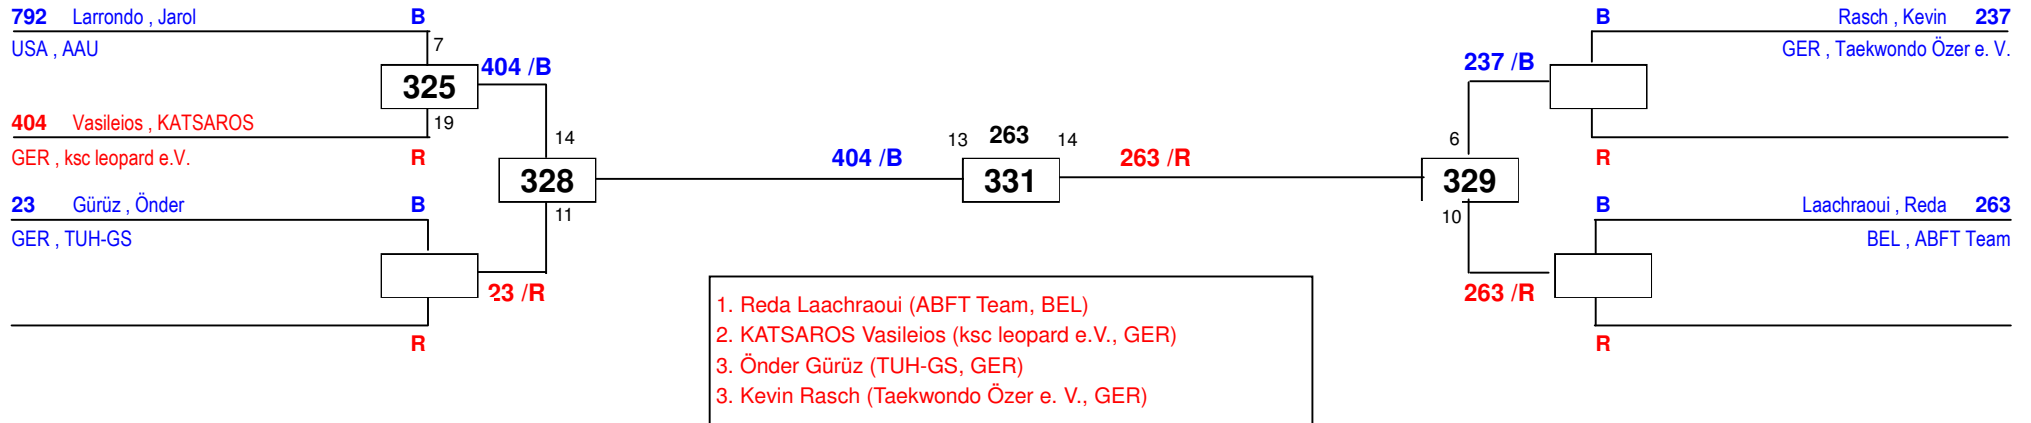 792 Larrondo , Jarol B
USA , AAU
7
325
404 /B
19
404 Vasileios , KATSAROS
GER , ksc leopard e.V. R
14
328
11
23 Gürüz , Önder B
GER , TUH-GS
23 /R
R
404 /B
13 263 14
331
263 /R
B Rasch , Kevin 237
GER , Taekwondo Özer e. V.
237 /B
6
R
329
10
B Laachraoui , Reda 263
BEL , ABFT Team
263 /R
R
1. Reda Laachraoui (ABFT Team, BEL)
2. KATSAROS Vasileios (ksc leopard e.V., GER)
3. Önder Gürüz (TUH-GS, GER)
3. Kevin Rasch (Taekwondo Özer e. V., GER)